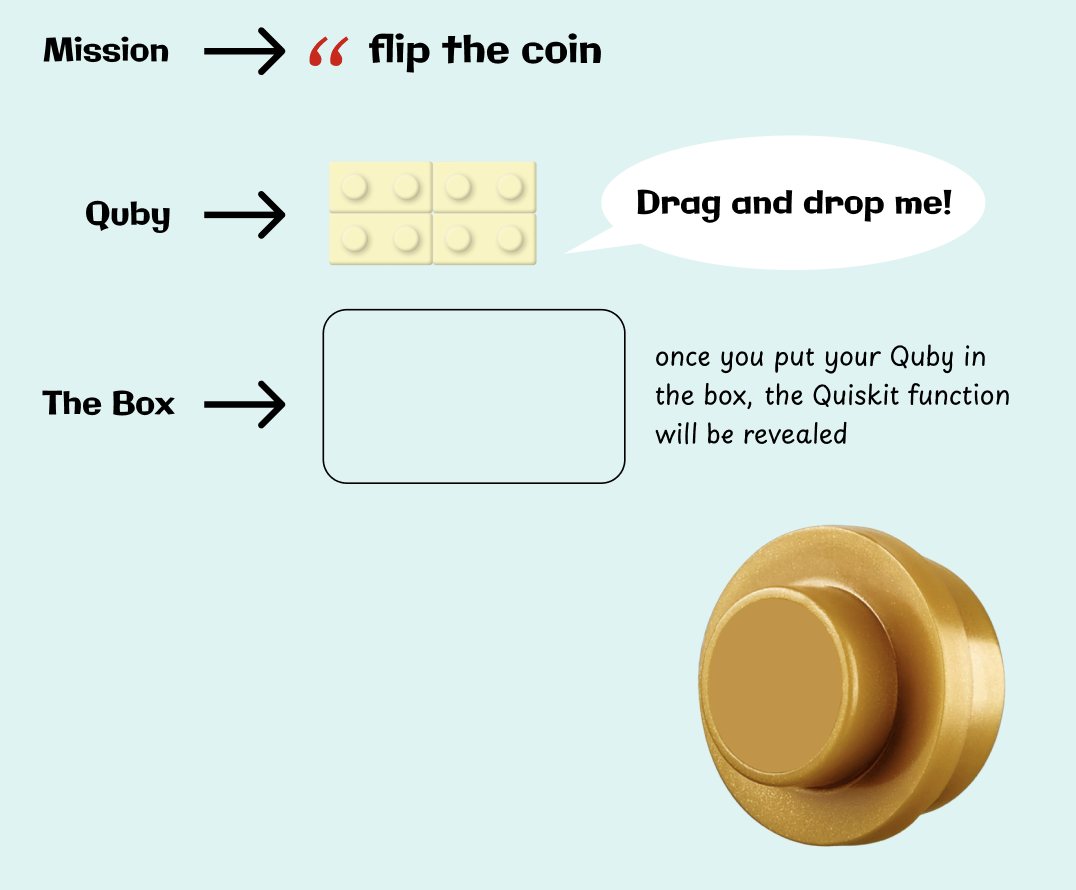 Mission
“ flip the coin
Quby
Drag and drop me!
The Box
once you put your Quby in
the box, the Quiskit function
will be revealed